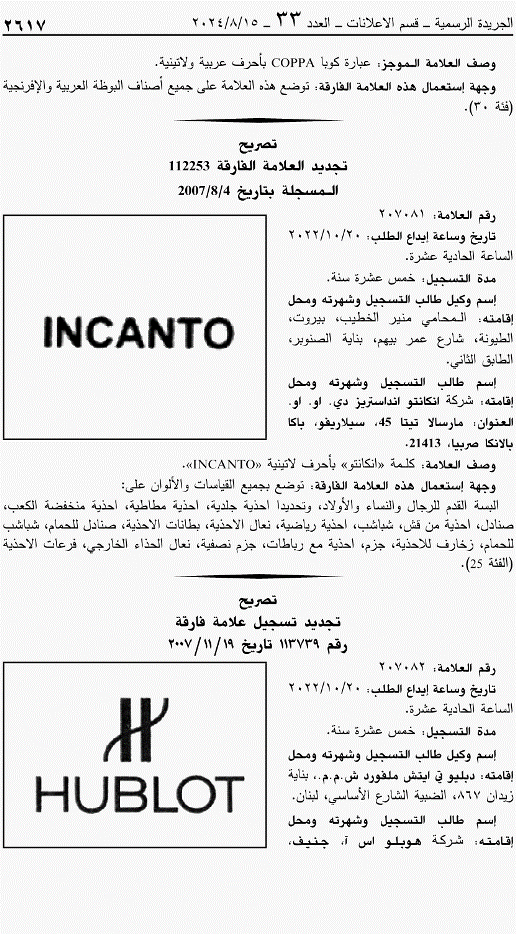 الجريدة الرسمية ــ قسم الاعلانات ــ العدد ٣٣ ــ ٢٠٢٤/٨/١٥ ٢٦١٧
وصف العلامة الـموجز: عبارة كوبا COPPA بأحرف عربية ولاتينية.
وجهة إستعمال هذه العلامة الفارقة: توضع هذه العلامة على جميع أصناف البوظة العربية والإفرنجية
(فئة ٣٠).
تصريح
تجديد العلامة الفارقة 112253
الـمسجلة بتاريخ 2007/8/4
رقم العلامة: ٢٠٧٠٨١
تاريخ وساعة إيداع الطلب: ٢٠٢٢/١٠/٢٠
الساعة الحادية عشرة.
مدة التسجيل: خمس عشرة سنة.
إسم وكيل طالب التسجيل وشهرته ومحل
إقامته: الـمحامي منير الخطيب، بيروت،
الطيونة، شارع عمر بيهم، بناية الصنوبر،
الطابق الثاني.
إسم طالب التسجيل وشهرته ومحل
إقامته: شركة انكانتو انداستريز دي. او. او.
العنوان: مارسالا تيتا 45، سيلاريفو، باكا
بالانكا صربيا، 21413.
INCANTO
وصف العلامة: كلـمة «انكانتو» بأحرف لاتينية «INCANTO».
وجهة إستعمال هذه العلامة الفارقة: توضع بجميع القياسات والألوان على:
البسة القدم للرجال والنساء والأولاد، وتحديدا احذية جلدية، احذية مطاطية، احذية منخفضة الكعب،
صنادل، احذية من قش، شباشب، احذية رياضية، نعال الاحذية، بطانات الاحذية، صنادل للحمام، شباشب
للحمام، زخارف للاحذية، جزم، احذية مع رباطات، جزم نصفية، نعال الحذاء الخارجي، فرعات الاحذية
(الفئة 25).
تصريح
تجديد تسجيل علامة فارقة
رقم ١١٣٧٣٩ تاريخ ٢٠٠٧/١١/١٩
رقم العلامة: ٢٠٧٠٨٢
تاريخ وساعة إيداع الطلب: ٢٠٢٢/١٠/٢٠
الساعة الحادية عشرة.
مدة التسجيل: خمس عشرة سنة.
إسم وكيل طالب التسجيل وشهرته ومحل
إقامته: دبليو تي ايتش ملفورد ش.م.م.، بناية
زيدان ٨٦٧، الضبية الشارع الأساسي، لبنان.
إسم طالب التسجيل وشهرته ومحل
إقامته: شركة هوبلو اس آ، جنيف،
HUBLOT